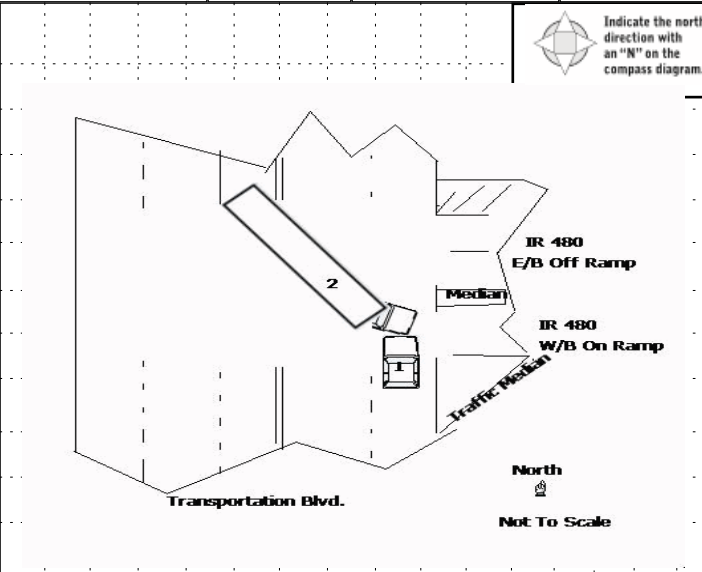 Indicate the north
direction with
an "N" on the
compass diagram.
IR 480
E/B Off Ramp
2
Median
IR 480
W/B On Ramp
1
Traffic Median
North
Transportation Blvd.
Not To Scale